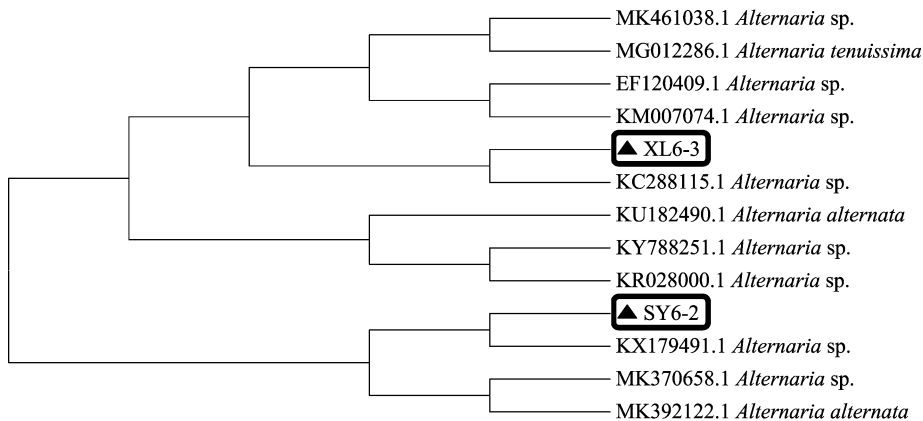 MK461038.1 Alternaria sp.
MG012286.1 Alternaria tenuissima
EF120409.1 Alternaria sp.
KM007074.1 Alternaria sp.
▲ XL6-3
KC288115.1 Alternaria sp.
KU182490.1 Alternaria alternata
KY788251.1 Alternaria sp.
KR028000.1 Alternaria sp.
▲ SY6-2
KX179491.1 Alternaria sp.
MK370658.1 Alternaria sp.
MK392122.1 Alternaria alternata